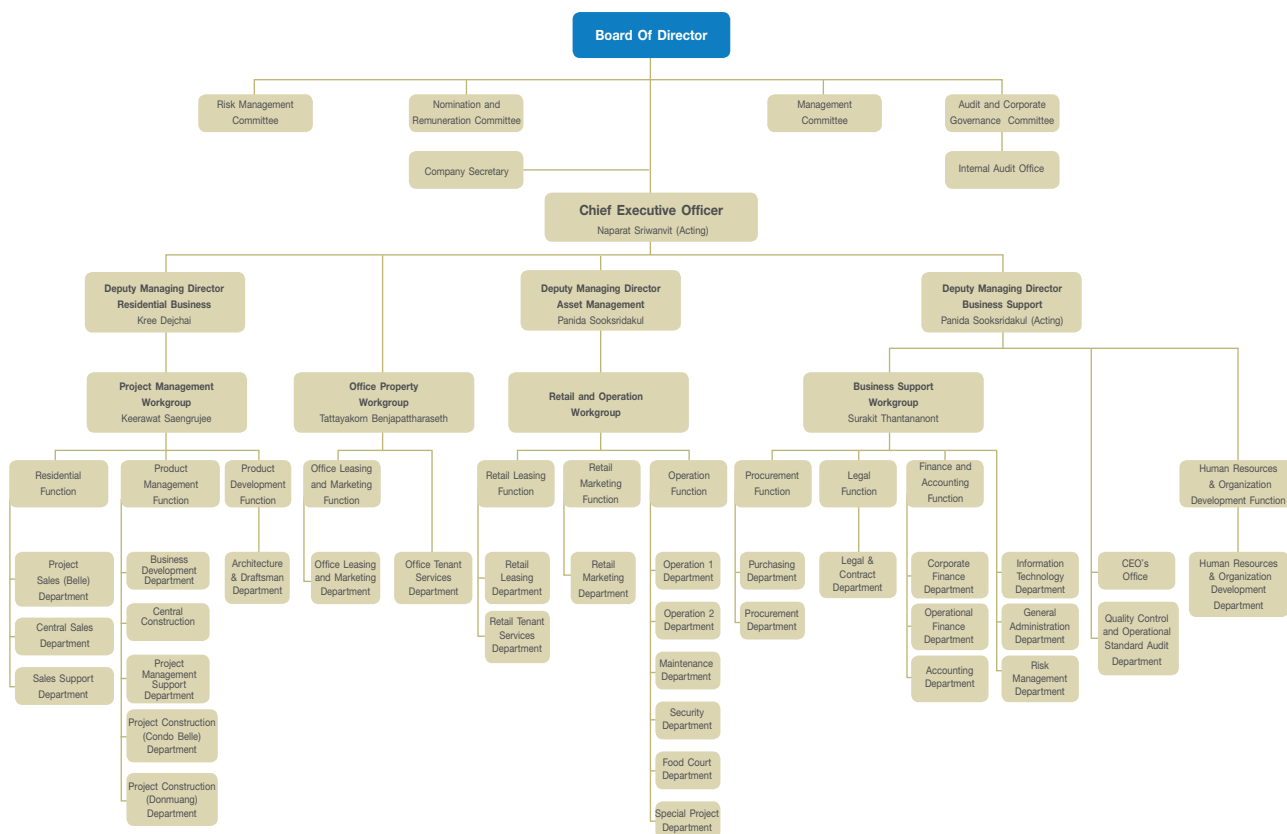 Board Of Director
Risk Management
Committee
Nomination and
Remuneration Committee
Management
Committee
Audit and Corporate
Governance Committee
Company Secretary
Internal Audit Office
Chief Executive Officer
Naparat Sriwanvit (Acting)
Deputy Managing Director
Residential Business
Kree Dejchai
Deputy Managing Director
Asset Management
Panida Sooksridakul
Deputy Managing Director
Business Support
Panida Sooksridakul (Acting)
Project Management
Workgroup
Keerawat Saengrujee
Office Property
Workgroup
Tattayakorn Benjapattharaseth
Retail and Operation
Workgroup
Business Support
Workgroup
Surakit Thantananont
Residential
Function
Product
Management
Function
Product
Development
Function
Office Leasing
and Marketing
Function
Retail Leasing
Function
Retail
Marketing
Function
Operation
Function
Procurement
Function
Legal
Function
Finance and
Accounting
Function
Human Resources
& Organization
Development Function
Project
Sales (Belle)
Department
Central Sales
Department
Sales Support
Department
Business
Development
Department
Central
Construction
Project
Management
Support
Department
Project Construction
(Condo Belle)
Department
Project Construction
(Donmuang)
Department
Architecture
& Draftsman
Department
Office Leasing
and Marketing
Department
Office Tenant
Services
Department
Retail
Leasing
Department
Retail Tenant
Services
Department
Retail
Marketing
Department
Operation 1
Department
Operation 2
Department
Maintenance
Department
Security
Department
Food Court
Department
Special Project
Department
Purchasing
Department
Procurement
Department
Legal &
Contract
Department
Corporate
Finance
Department
Operational
Finance
Department
Accounting
Department
Information
Technology
Department
General
Administration
Department
Risk
Management
Department
CEO's
Office
Quality Control
and Operational
Standard Audit
Department
Human Resources
& Organization
Development
Department